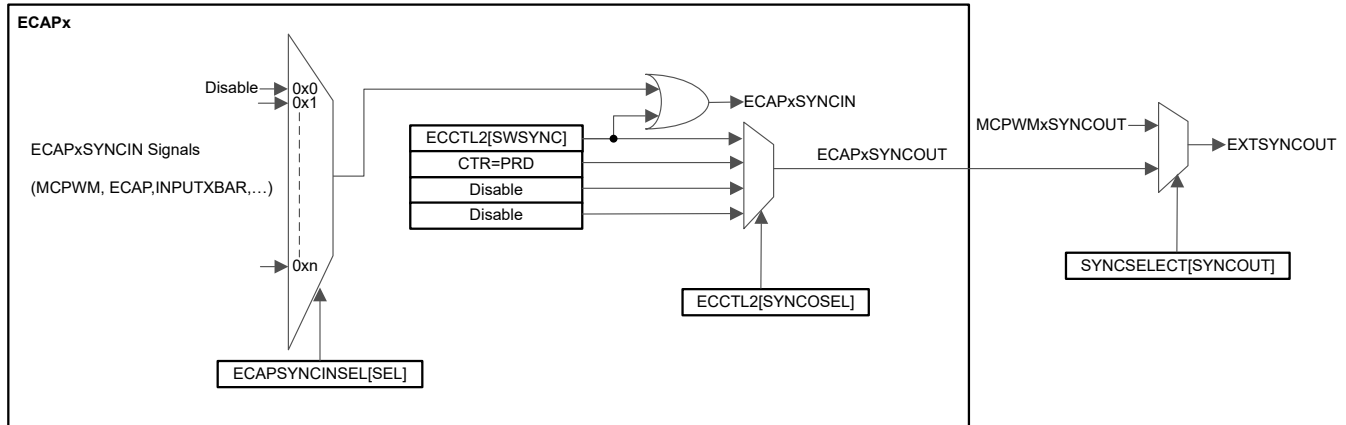 ECAPx
Disable
0x0
0x1
ECAPxSYNCIN Signals
(MCPWM, ECAP,INPUTXBAR,…)
0xn
ECAPSYNCINSEL[SEL]
ECAPxSYNCIN
ECCTL2[SWSYNC]
CTR=PRD
Disable
Disable
ECAPxSYNCOUT
ECCTL2[SYNCOSEL]
MCPWMxSYNCOUT
EXTSYNCOUT
SYNCSELECT[SYNCOUT]